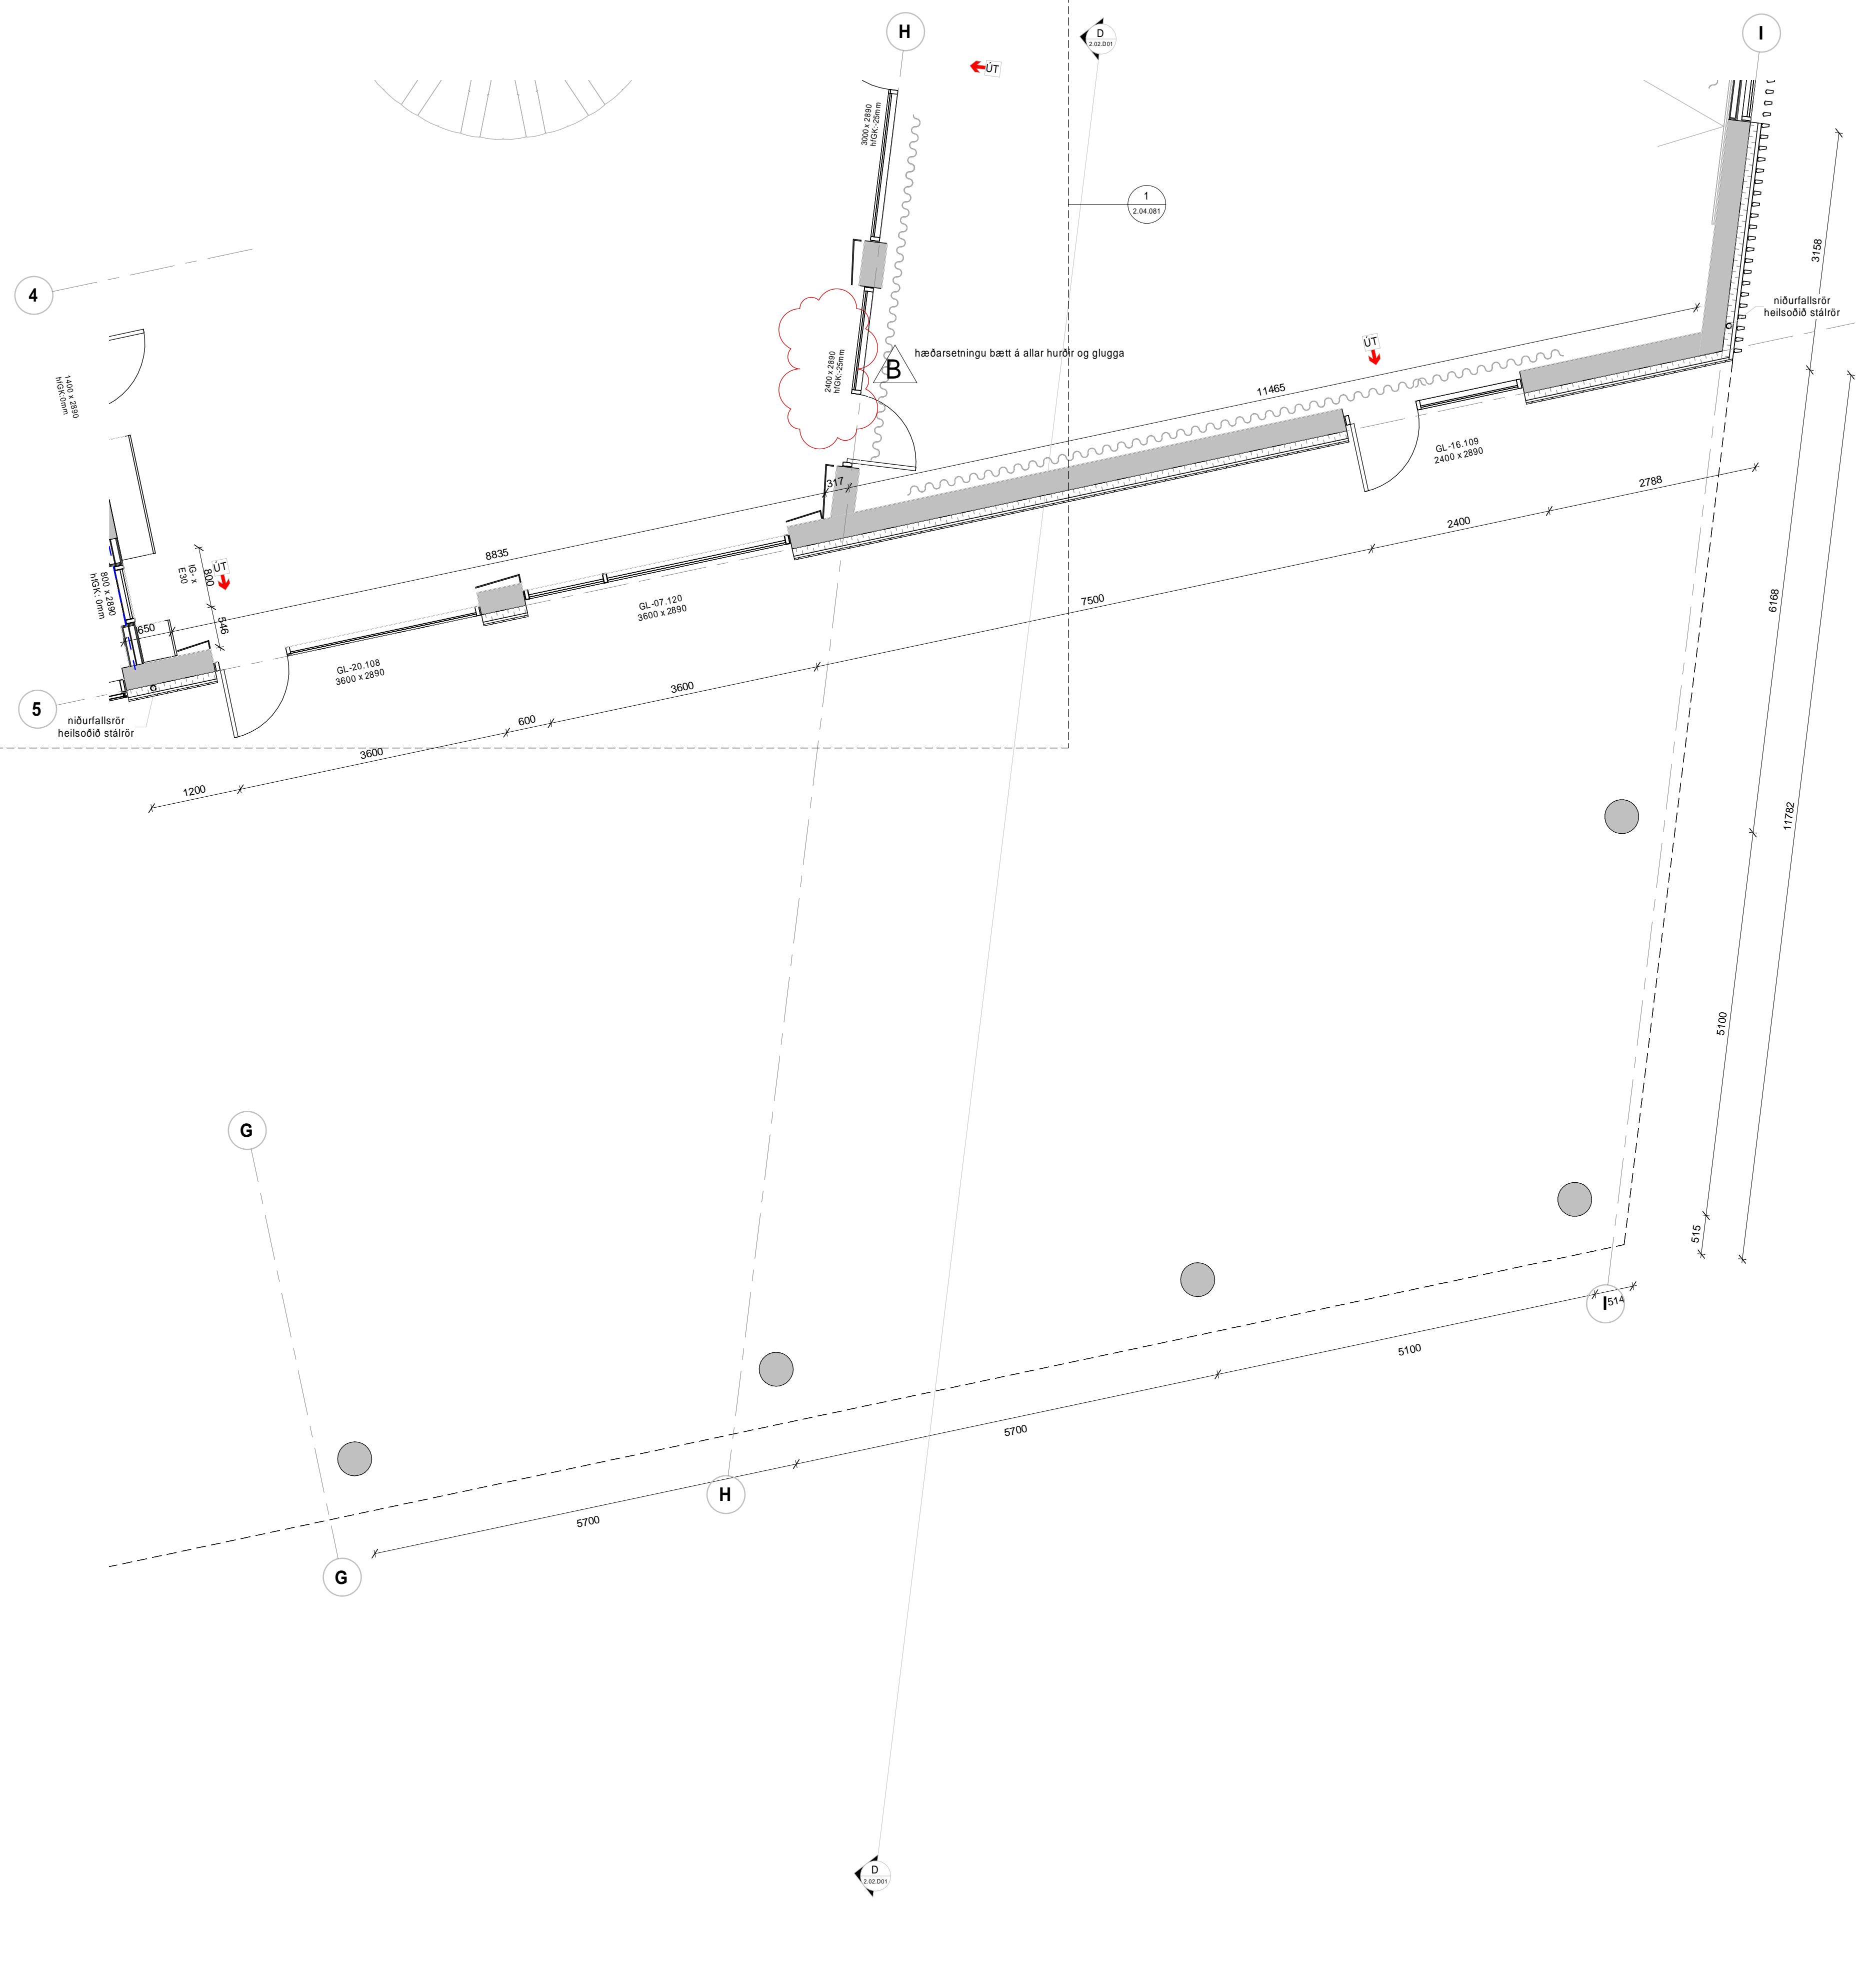 H
D
2.02.D01
I
ÚT
3000 x 2890
hfGK:-25mm
1
2.04.081
3158
4
niðurfallsrör
heilsoðið stálrör
ÚT
hæðarsetningu bætt á allar hurðir og glugga
B
2400 x 2890
hfGK:-25mm
1400 x 2890
hfGK:0mm
11465
GL-16.109
2400 x 2890
317
2788
2400
8835
ÚT
IG- x
E30
800
800 x 2890
hfGK: 0mm
546
650
GL-07.120
3600 x 2890
7500
6168
GL-20.108
3600 x 2890
3600
5
niðurfallsrör
heilsoðið stálrör
600
3600
1200
11782
5100
G
515
I
514
5100
5700
H
5700
G
D
2.02.D01